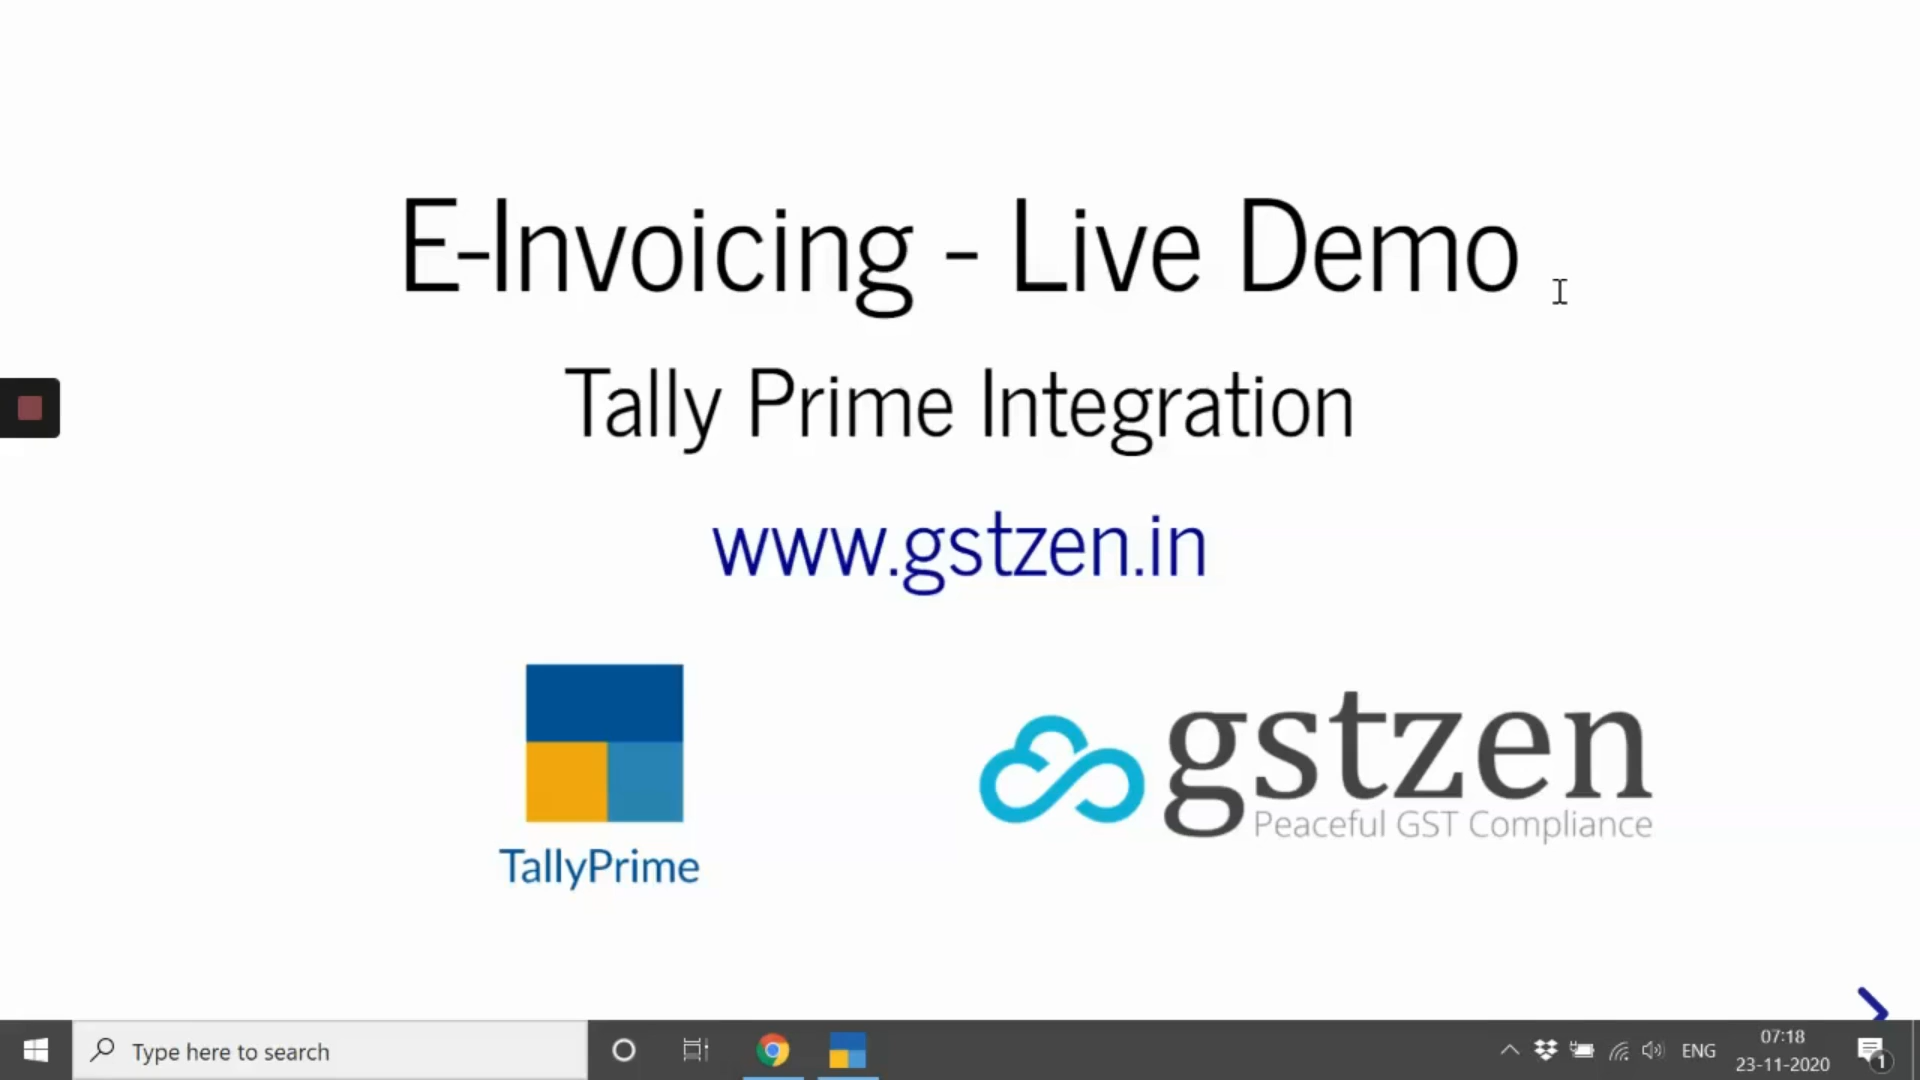 E-Invoicing - Live Demo
Tally Prime Integration
www.gstzen.in
TallyPrime
gstzen
Peaceful GST Compliance
Type here to search
ENG
07:18
23-11-2020
1